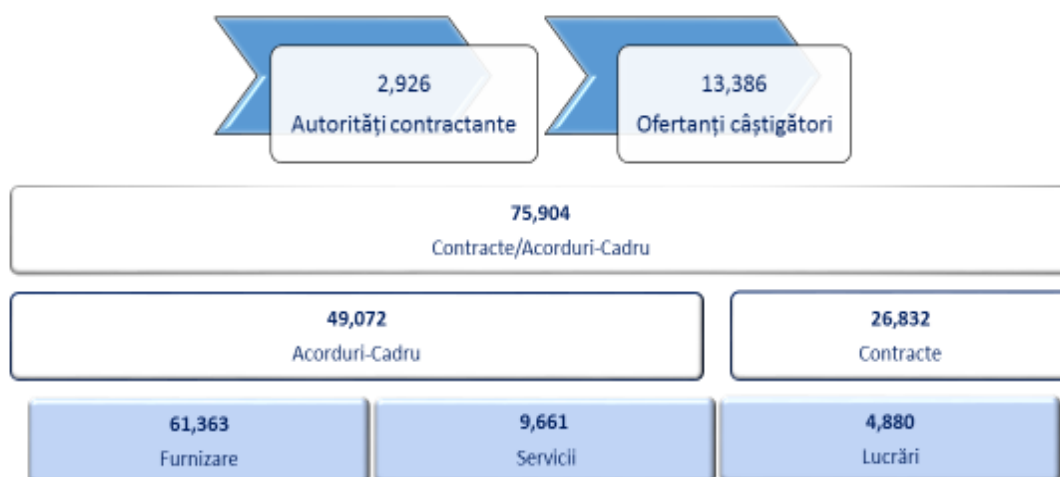 2,926
Autorități contractante
13,386
Ofertanți câștigători
75,904
Contracte/Acorduri-Cadru
49,072
Acorduri-Cadru
26,832
Contracte
61,363
Furnizare
9,661
Servicii
4,880
Lucrări